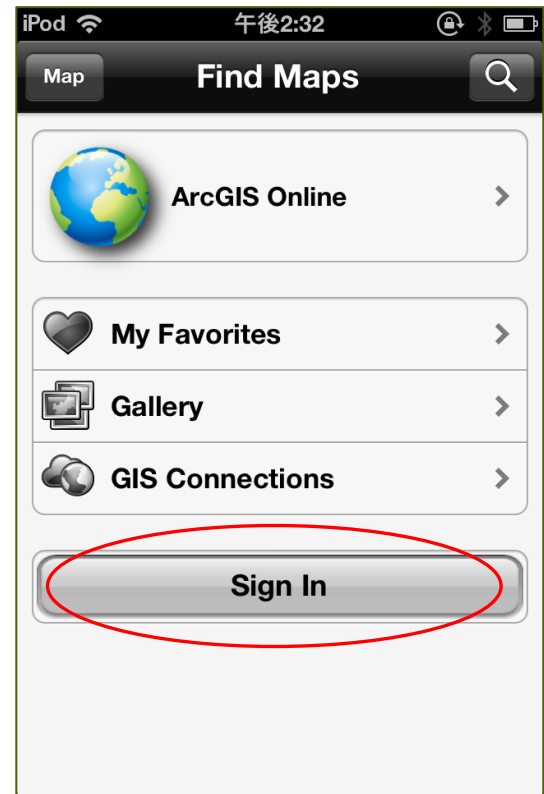 iPod 午後2:32
Map Find Maps
ArcGIS Online
My Favorites
Gallery
GIS Connections
Sign In